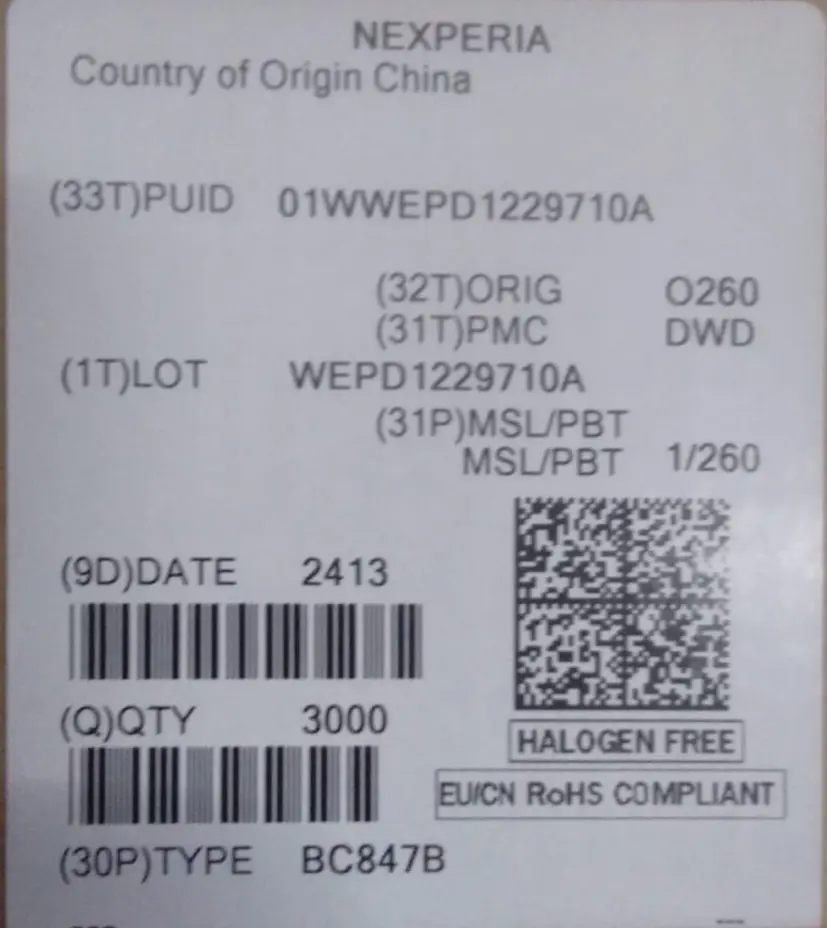 NEXPERIA
Country of Origin China
(33T)PUID 01WWEPD1229710A
(32T)ORIG O260
(31T)PMC DWD
(1T)LOT WEPD1229710A
(31P)MSL/PBT
MSL/PBT 1/260
(9D)DATE 2413
(Q)QTY 3000
HALOGEN FREE
EU/CN RoHS COMPLIANT
(30P)TYPE BC847B